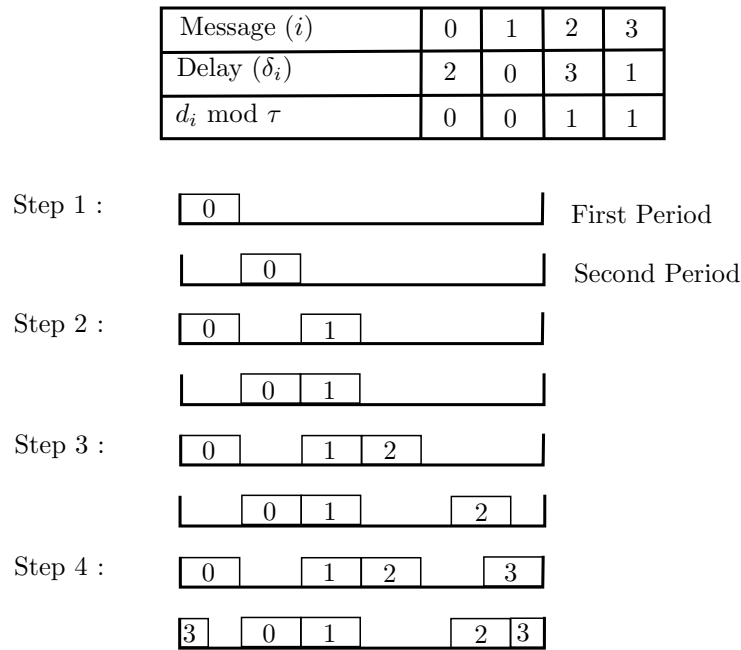 Message (i) 0 1 2 3
Delay (δᵢ) 2 0 3 1
dᵢ mod τ 0 0 1 1
Step 1 : 0 First Period
0 Second Period
Step 2 : 0 1
0 1
Step 3 : 0 1 2
0 1 2
Step 4 : 0 1 2 3
3 0 1 2 3